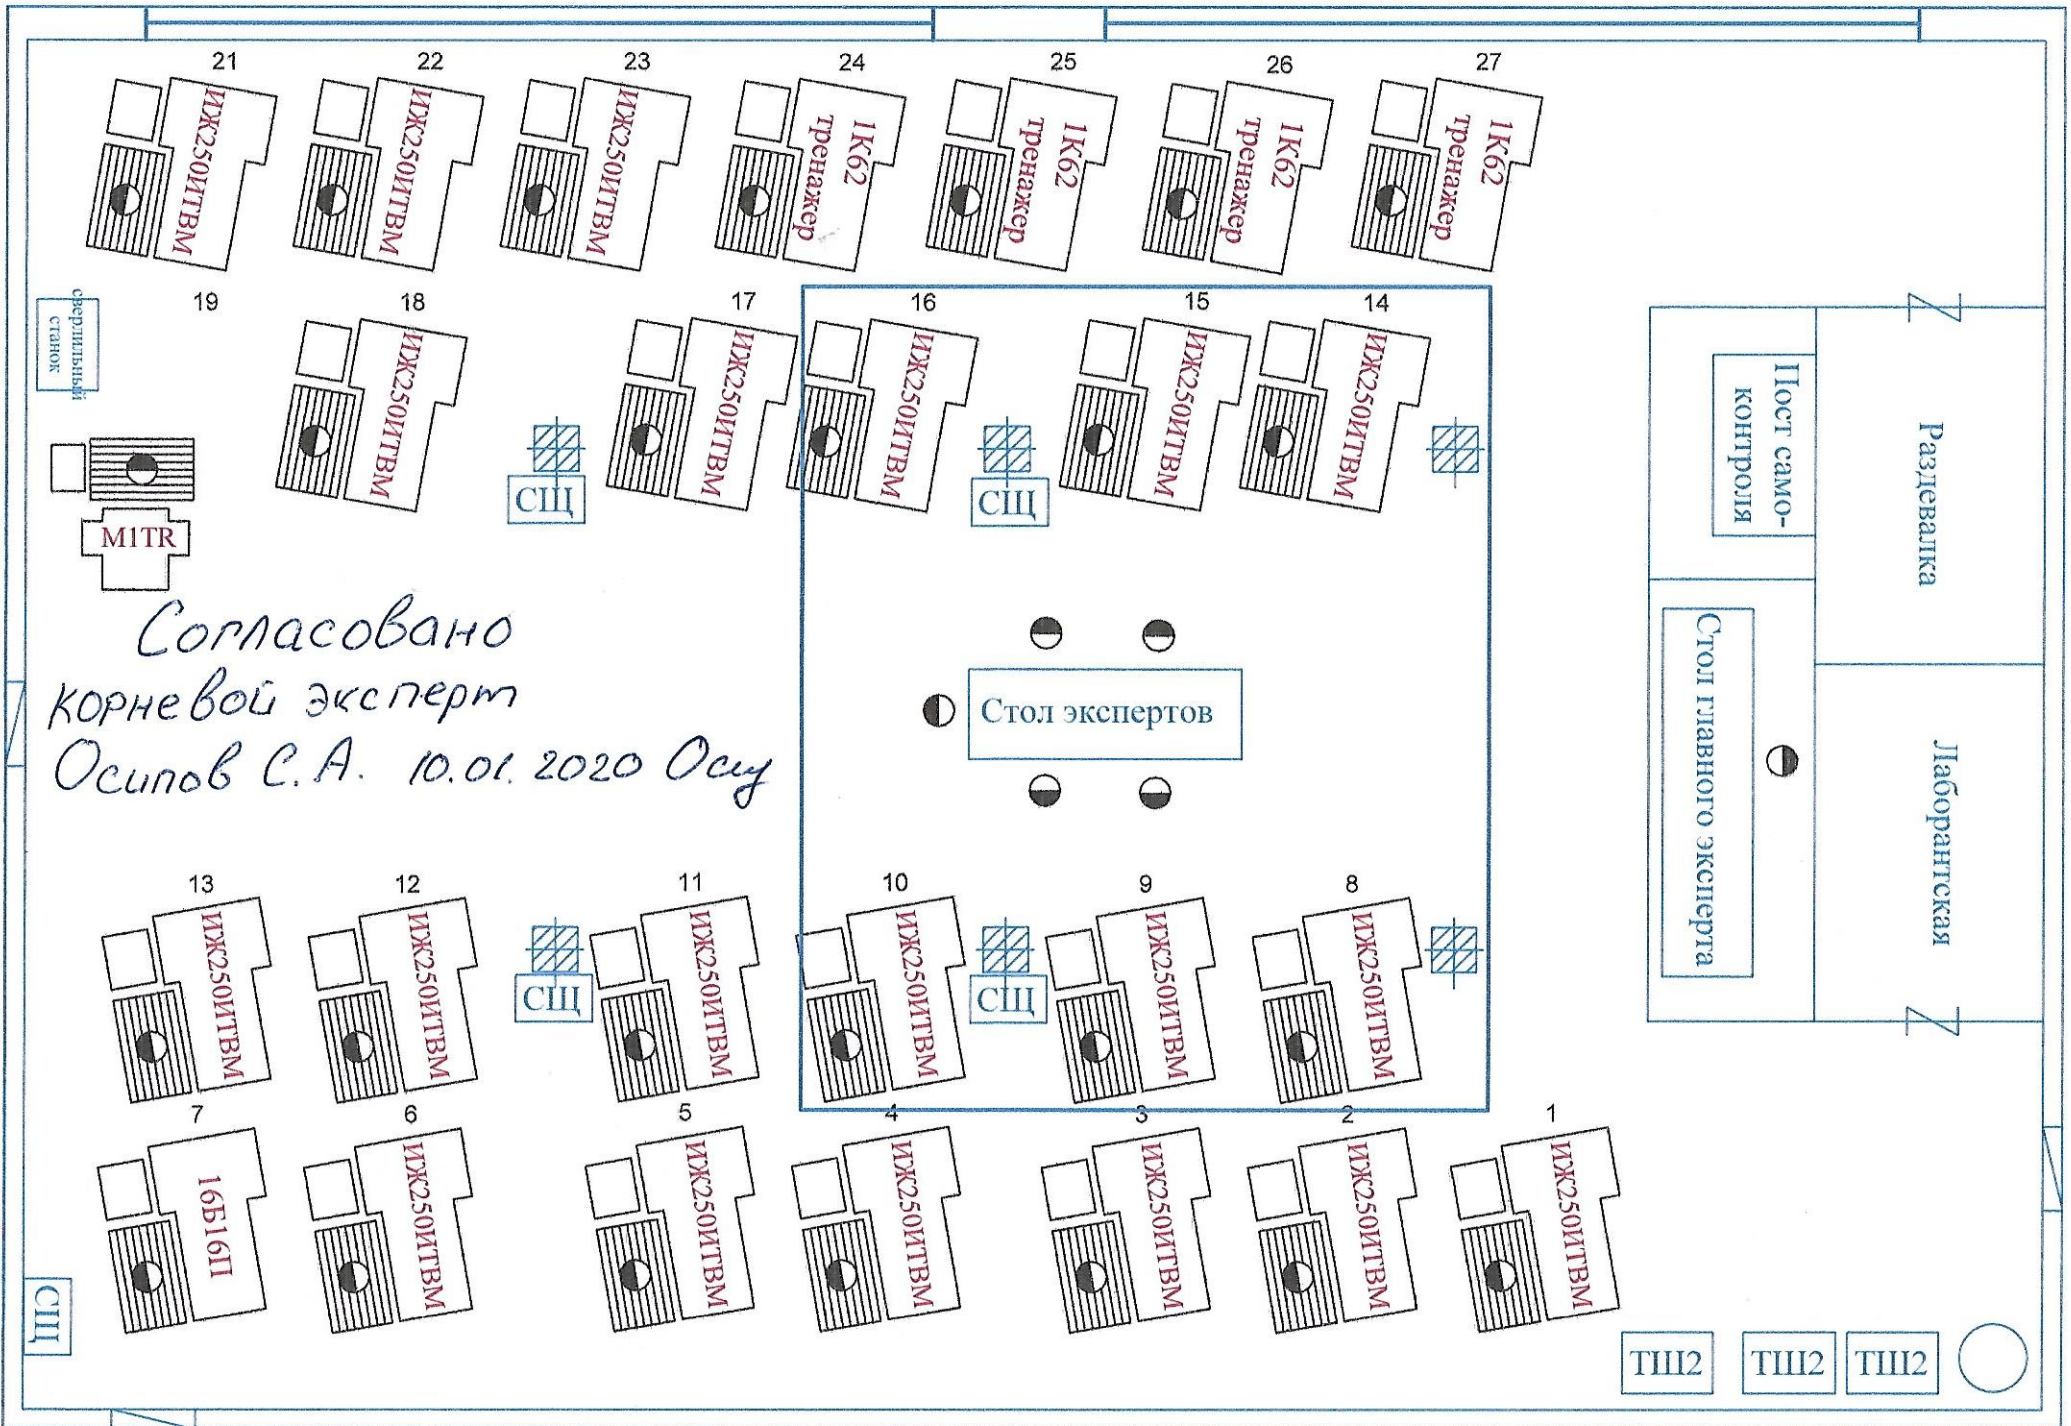 21 22 23 24 25 26 27
ИЖ250ИТВМ
ИЖ250ИТВМ
ИЖ250ИТВМ
1К62
тренажер
1К62
тренажер
1К62
тренажер
1К62
тренажер
сверлильный
станок
19 18 17 16 15 14
ИЖ250ИТВМ
ИЖ250ИТВМ
ИЖ250ИТВМ
ИЖ250ИТВМ
ИЖ250ИТВМ
СЩ
СЩ
M1TR
Пост само-
контроля
Раздевалка
Согласовано
корневой эксперт
Осипов С.А. 10.01.2020
Стол экспертов
Стол главного эксперта
Лаборантская
13 12 11 10 9 8
ИЖ250ИТВМ
ИЖ250ИТВМ
ИЖ250ИТВМ
ИЖ250ИТВМ
ИЖ250ИТВМ
ИЖ250ИТВМ
СЩ
СЩ
7 6 5 4 3 2 1
16Б16П
ИЖ250ИТВМ
ИЖ250ИТВМ
ИЖ250ИТВМ
ИЖ250ИТВМ
ИЖ250ИТВМ
ИЖ250ИТВМ
СЩ
ТШ2 ТШ2 ТШ2